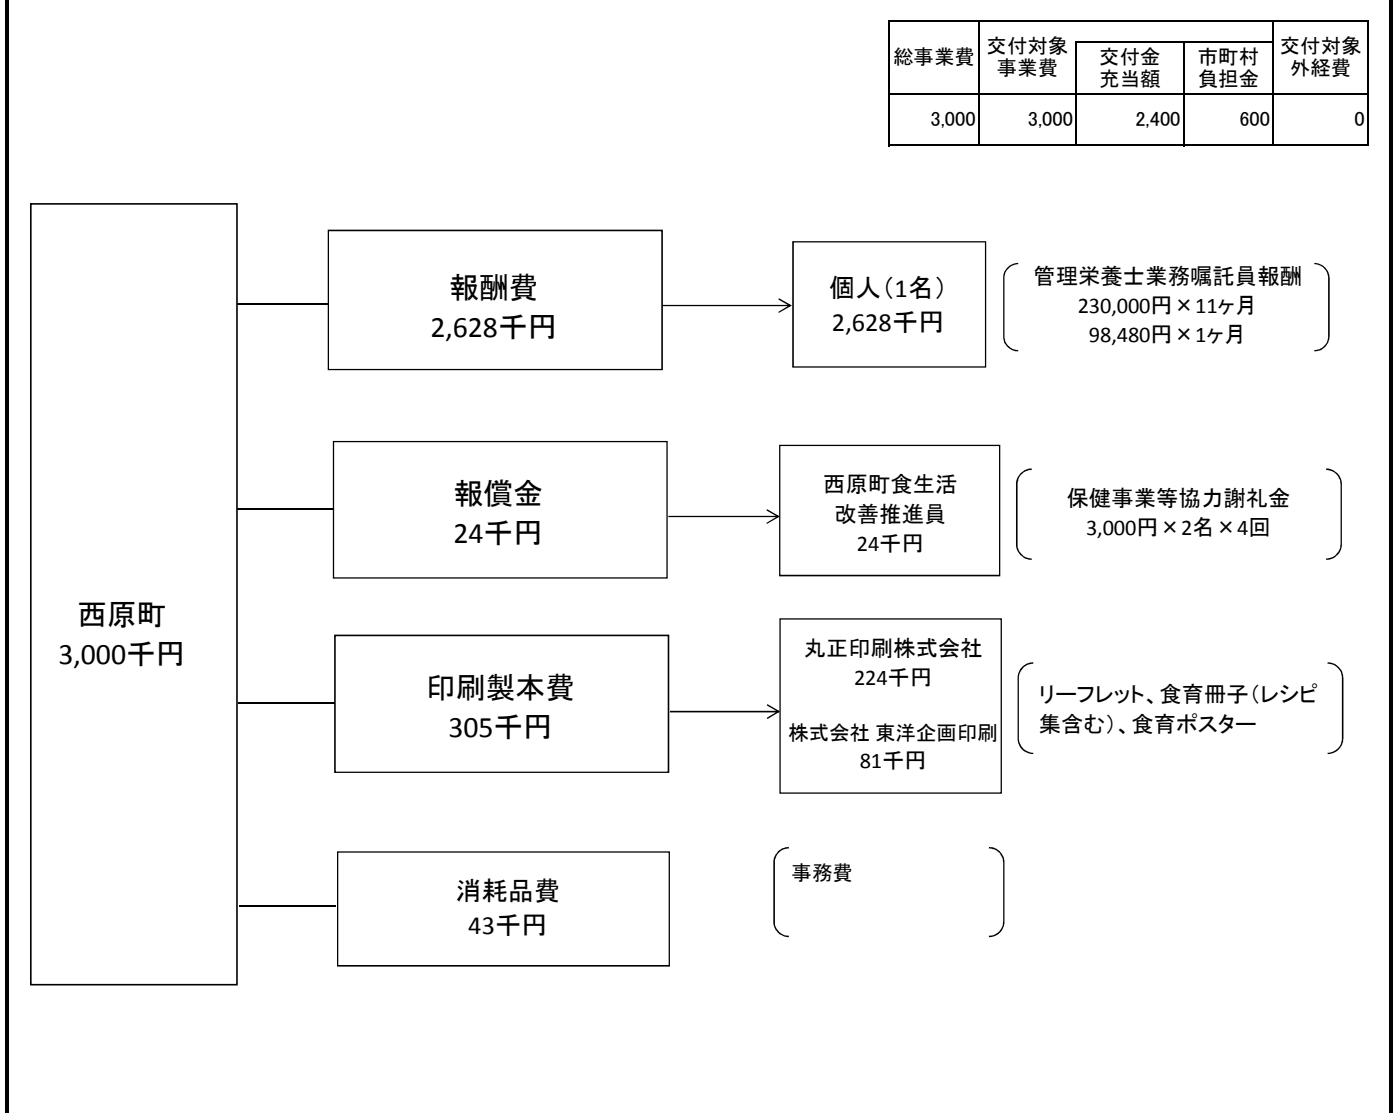 総事業費
交付対象
事業費
交付金
充当額
市町村
負担金
交付対象
外経費
3,000
3,000
2,400
600
0
西原町
3,000千円
報酬費
2,628千円
個人（1名）
2,628千円
管理栄養士業務嘱託員報酬
230,000円×11ヶ月
98,480円×1ヶ月
報償金
24千円
西原町食生活
改善推進員
24千円
保健事業等協力謝礼金
3,000円×2名×4回
印刷製本費
305千円
丸正印刷株式会社
224千円
株式会社 東洋企画印刷
81千円
リーフレット、食育冊子（レシピ
集含む）、食育ポスター
消耗品費
43千円
事務費